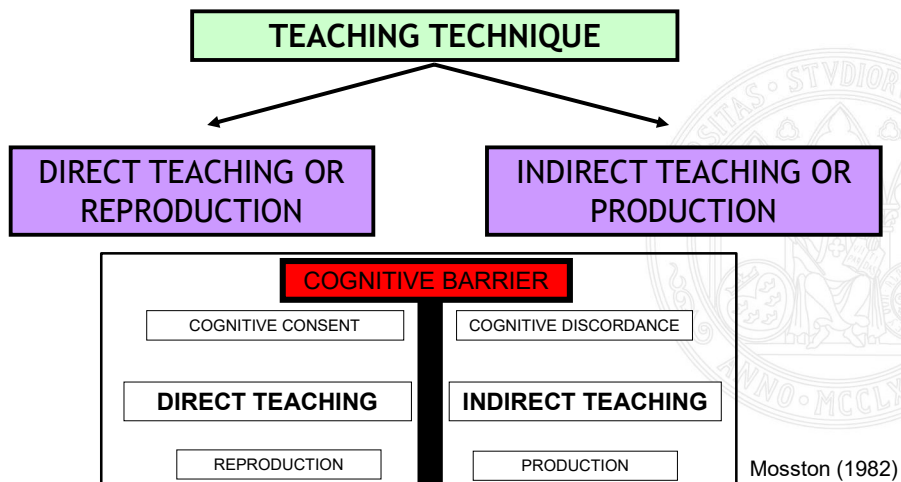 TEACHING TECHNIQUE
DIRECT TEACHING OR
REPRODUCTION
INDIRECT TEACHING OR
PRODUCTION
COGNITIVE BARRIER
COGNITIVE CONSENT
COGNITIVE DISCORDANCE
DIRECT TEACHING
INDIRECT TEACHING
REPRODUCTION
PRODUCTION
Mosston (1982)